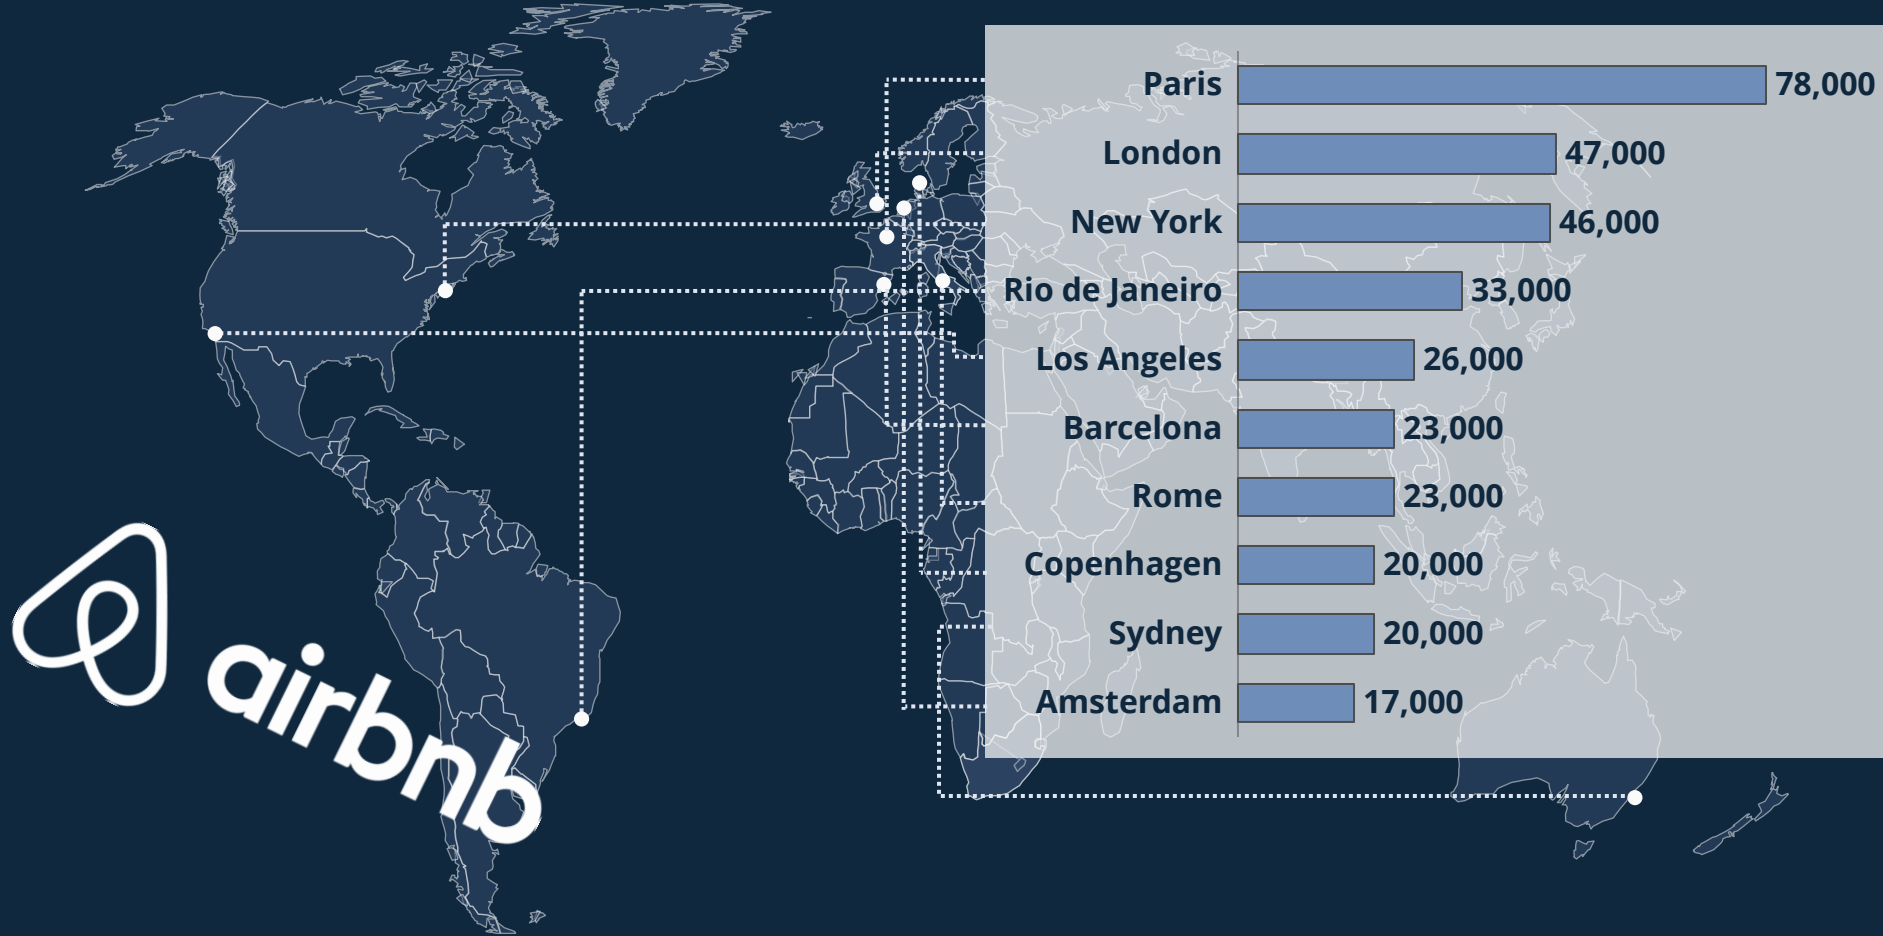 Paris 78,000
London 47,000
New York 46,000
Rio de Janeiro 33,000
Los Angeles 26,000
Barcelona 23,000
Rome 23,000
Copenhagen 20,000
Sydney 20,000
Amsterdam 17,000
airbnb